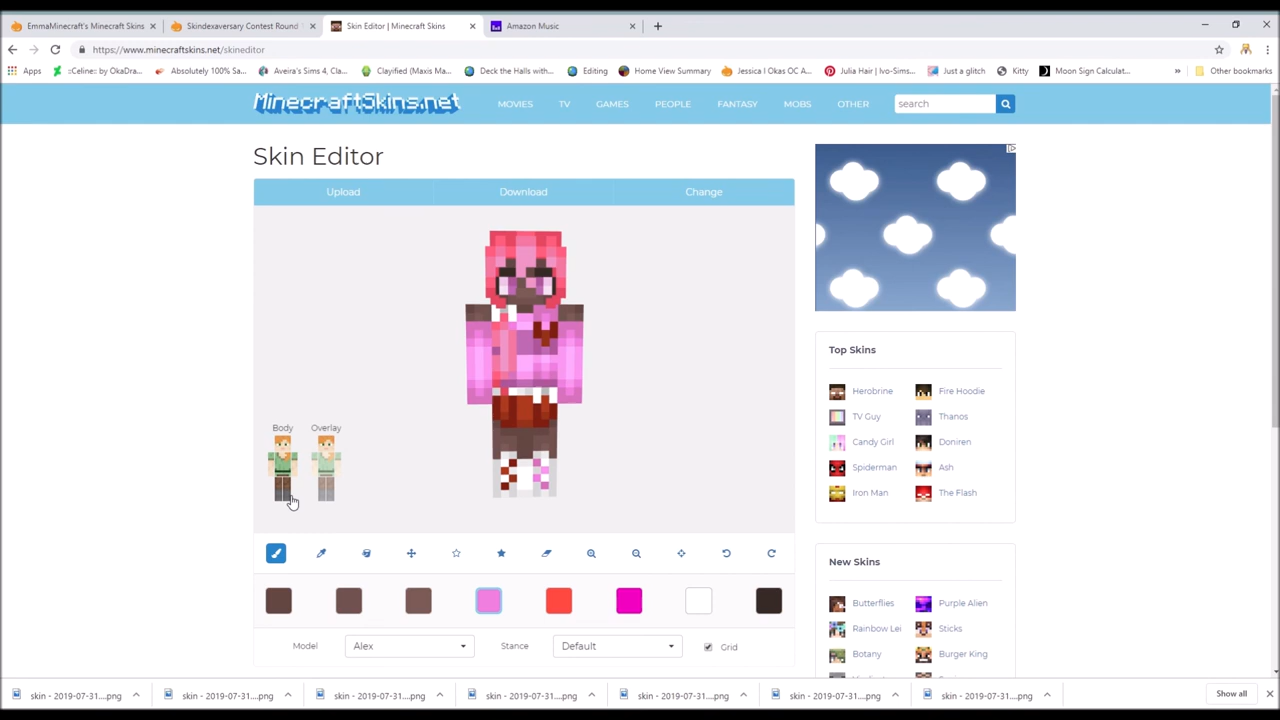 EmmaMinecraft's Minecraft Skins
Skindexaversary Contest Round
Skin Editor | Minecraft Skins
Amazon Music
https://www.minecraftskins.net/skineditor
Apps
::Celine:: by OkaDra...
Absolutely 100% Sa...
Aveira's Sims 4, Cla...
Clayified (Maxis Ma...
Deck the Halls with...
Editing
Home View Summary
Jessica I Okas OC A...
Julia Hair | Ivo-Sims...
Just a glitch
Kitty
Moon Sign Calculat...
Other bookmarks
MinecraftSkins.net
MOVIES
TV
GAMES
PEOPLE
FANTASY
MOBS
OTHER
search
Skin Editor
Upload
Download
Change
Body
Overlay
Model
Alex
Stance
Default
Grid
Top Skins
Herobrine
Fire Hoodie
TV Guy
Thanos
Candy Girl
Doniren
Spiderman
Ash
Iron Man
The Flash
New Skins
Butterflies
Purple Alien
Rainbow Lei
Sticks
Botany
Burger King
skin - 2019-07-31....png
skin - 2019-07-31....png
skin - 2019-07-31....png
skin - 2019-07-31....png
skin - 2019-07-31....png
skin - 2019-07-31....png
skin - 2019-07-31....png
Show all